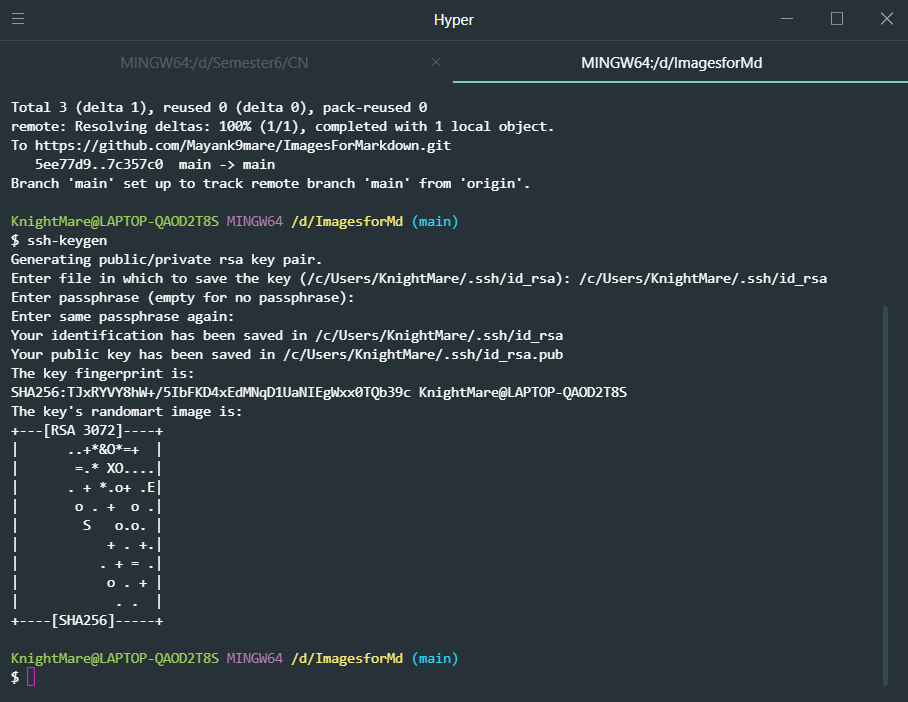 Hyper
MINGW64:/d/Semester6/CN
MINGW64:/d/ImagesforMd
Total 3 (delta 1), reused 0 (delta 0), pack-reused 0
remote: Resolving deltas: 100% (1/1), completed with 1 local object.
To https://github.com/Mayank9mare/ImagesForMarkdown.git
   5ee77d9..7c357c0  main -> main
Branch 'main' set up to track remote branch 'main' from 'origin'.
KnightMare@LAPTOP-QAOD2T8S MINGW64 /d/ImagesforMd (main)
$ ssh-keygen
Generating public/private rsa key pair.
Enter file in which to save the key (/c/Users/KnightMare/.ssh/id_rsa): /c/Users/KnightMare/.ssh/id_rsa
Enter passphrase (empty for no passphrase):
Enter same passphrase again:
Your identification has been saved in /c/Users/KnightMare/.ssh/id_rsa
Your public key has been saved in /c/Users/KnightMare/.ssh/id_rsa.pub
The key fingerprint is:
SHA256:TJxRYVY8hW+/5IbFKD4xEdMNqD1UaNIEgWxx0TQb39c KnightMare@LAPTOP-QAOD2T8S
The key's randomart image is:
+---[RSA 3072]----+
|      ..+*&O*=+  |
|       =.* XO....|
|      . + *.o+ .E|
|       o . +  o .|
|        S   o.o. |
|           + . +.|
|          . + = .|
|           o . + |
|            . .  |
+----[SHA256]-----+
KnightMare@LAPTOP-QAOD2T8S MINGW64 /d/ImagesforMd (main)
$